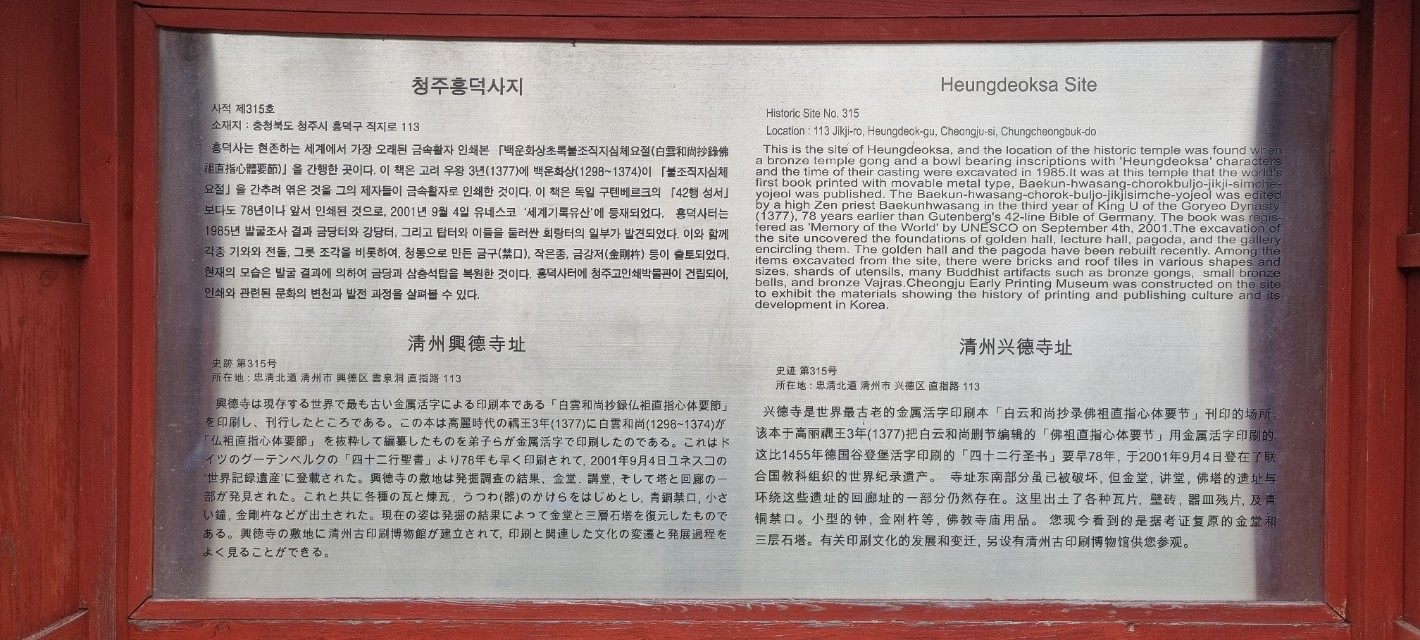 청주흥덕사지
사적 제315호
소재지 : 충청북도 청주시 흥덕구 직지로 113
흥덕사는 현존하는 세계에서 가장 오래된 금속활자 인쇄본 「백운화상초록불조직지심체요절(白雲和尚抄錄佛
祖直指心體要節)」을 간행한 곳이다. 이 책은 고려 우왕 3년(1377)에 백운화상(1298~1374)이 「불조직지심체
요절」을 간추려 엮은 것을 그의 제자들이 금속활자로 인쇄한 것이다. 이 책은 독일 구텐베르크의 「42행 성서」
보다도 78년이나 앞서 인쇄된 것으로, 2001년 9월 4일 유네스코 '세계기록유산'에 등재되었다. 흥덕사터는
1985년 발굴조사 결과 금당터와 강당터, 그리고 탑터와 이들을 둘러싼 회랑터의 일부가 발견되었다. 이와 함께
각종 기와와 전돌, 그릇 조각을 비롯하여, 청동으로 만든 금구(禁口), 작은종, 금강저(金剛杵) 등이 출토되었다.
현재의 모습은 발굴 결과에 의하여 금당과 삼층석탑을 복원한 것이다. 흥덕사터에 청주고인쇄박물관이 건립되어,
인쇄와 관련된 문화의 변천과 발전 과정을 살펴볼 수 있다.
Heungdeoksa Site
Historic Site No. 315
Location : 113 Jikji-ro, Heungdeok-gu, Cheongju-si, Chungcheongbuk-do
This is the site of Heungdeoksa, and the location of the historic temple was found when
a bronze temple gong and a bowl bearing inscriptions with 'Heungdeoksa' characters
and the time of their casting were excavated in 1985.It was at this temple that the world's
first book printed with movable metal type, Baekun-hwasang-chorokbuljo-jikji-simche-
yojeol was published. The Baekun-hwasang-chorok-buljo-jikjisimche-yojeol was edited
by a high Zen priest Baekunhwasang in the third year of King U of the Goryeo Dynasty
(1377), 78 years earlier than Gutenberg's 42-line Bible of Germany. The book was regis-
tered as 'Memory of the World' by UNESCO on September 4th, 2001.The excavation of
the site uncovered the foundations of golden hall, lecture hall, pagoda, and the gallery
encircling them. The golden hall and the pagoda have been rebuilt recently. Among the
items excavated from the site, there were bricks and roof tiles in various shapes and
sizes, shards of utensils, many Buddhist artifacts such as bronze gongs, small bronze
bells, and bronze Vajras.Cheongju Early Printing Museum was constructed on the site
to exhibit the materials showing the history of printing and publishing culture and its
development in Korea.
清州興德寺址
史跡 第315号
所在地 : 忠清北道 清州市 興德区 雲泉洞 直指路 113
興德寺は現存する世界で最も古い金属活字による印刷本である「白雲和尚抄録仏祖直指心体要節」
を印刷し、刊行したところである。この本は高麗時代の禑王3年(1377)に白雲和尚(1298~1374)が
「仏祖直指心体要節」 を抜粋して編纂したものを弟子らが金属活字で印刷したのである。これはド
イツのグーテンベルクの「四十二行聖書」より78年も早く印刷されて, 2001年9月4日ユネスコの
'世界記録遺産'に登載された。興德寺の敷地は発掘調査の結果、金堂. 講堂, そして塔と回廊の一
部が発見された。これと共に各種の瓦と煉瓦, うつわ(器)のかけらをはじめとし, 青銅禁口, 小さ
い鐘, 金剛杵などが出土された。現在の姿は発掘の結果によって金堂と三層石塔を復元したもので
ある。興德寺の敷地に清州古印刷博物館が建立されて, 印刷と関連した文化の変遷と発展過程を
よく見ることができる。
清州兴德寺址
史迹 第315号
所在地 : 忠清北道 清州市 兴德区 直指路 113
兴德寺是世界最古老的金属活字印刷本「白云和尚抄录佛祖直指心体要节」刊印的场所。
该本于高丽禑王3年(1377)把白云和尚删节编辑的「佛祖直指心体要节」用金属活字印刷的.
这比1455年德国谷登堡活字印刷的「四十二行圣书」要早78年, 于2001年9月4日登在了联
合国教科组织的世界纪录遗产。 寺址东南部分虽已被破坏, 但金堂, 讲堂, 佛塔的遗址与
环绕这些遗址的回廊址的一部分仍然存在。这里出土了各种瓦片, 壁砖, 器皿残片, 及青
铜禁口。小型的钟, 金刚杵等, 佛教寺庙用品。 您现今看到的是据考证复原的金堂和
三层石塔。有关印刷文化的发展和变迁, 另设有清州古印刷博物馆供您参观。